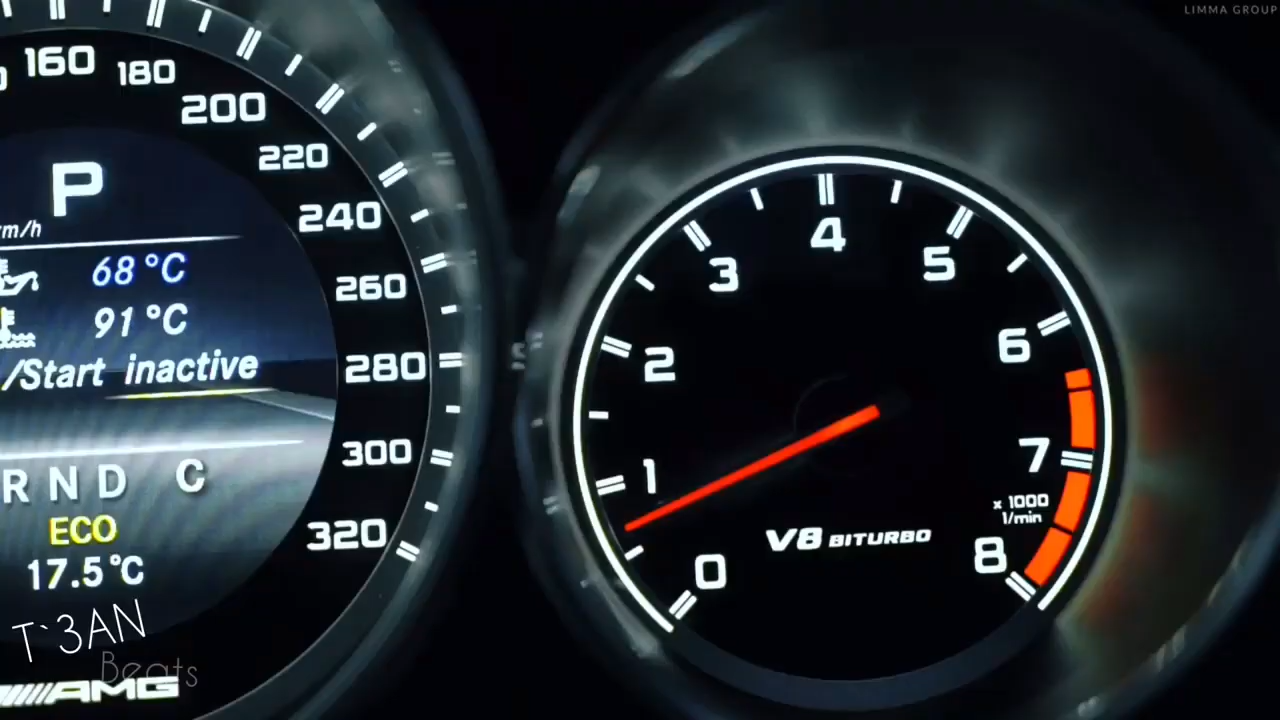 LIMMA GROUP
160
180
200
220
240
260
280
300
320
P
km/h
68°C
91°C
/Start inactive
R N D C
ECO
17.5°C
T`3AN
Beats
AMG
0
1
2
3
4
5
6
7
8
x 1000
1/min
V8 BITURBO